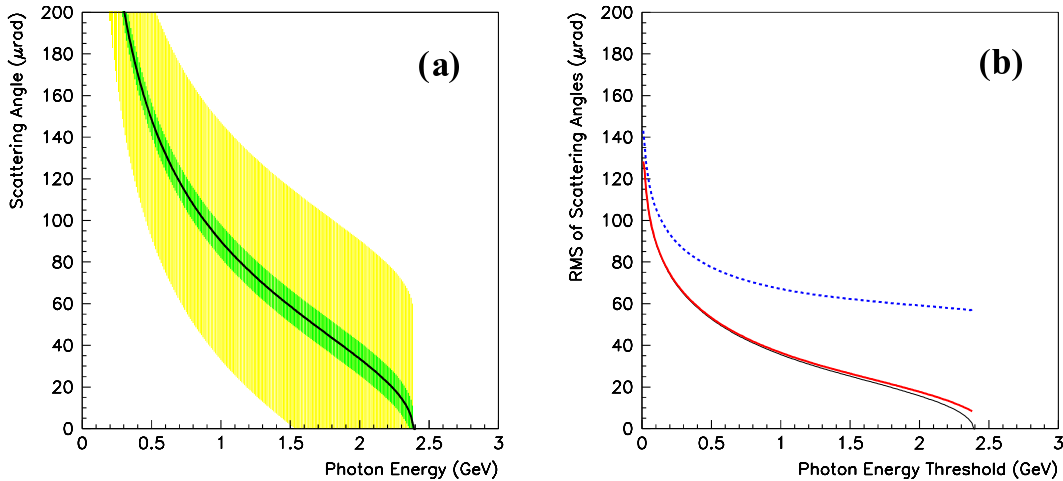 (a)
Scattering Angle (μrad)
200
180
160
140
120
100
80
60
40
20
0
0 0.5 1 1.5 2 2.5 3
Photon Energy (GeV)
(b)
RMS of Scattering Angles (μrad)
200
180
160
140
120
100
80
60
40
20
0
0 0.5 1 1.5 2 2.5 3
Photon Energy Threshold (GeV)